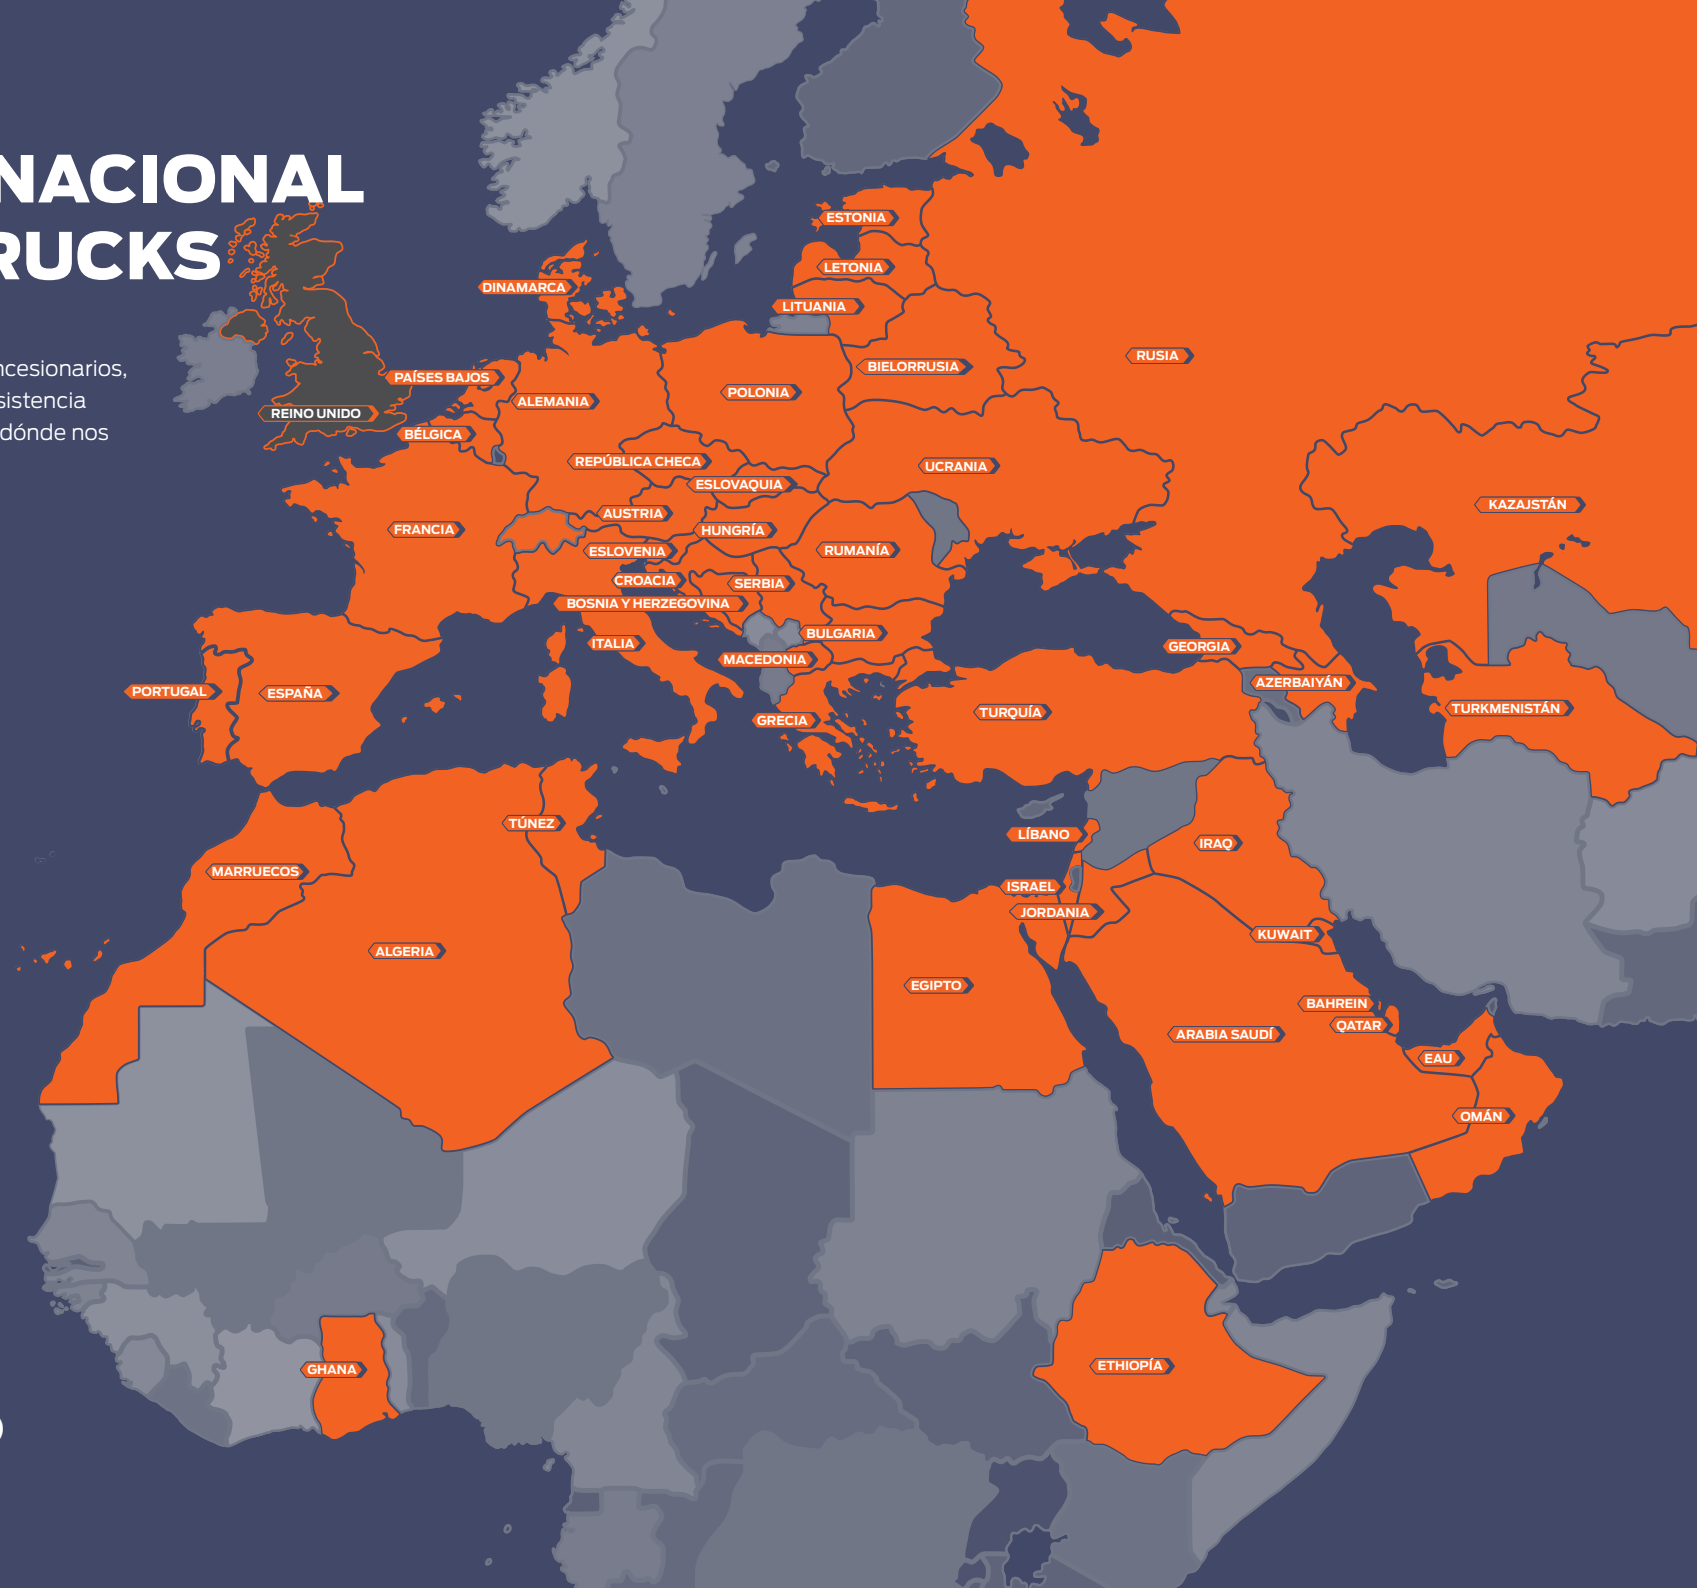 NACIONAL
RUCKS
ncesionarios,
sistencia
dónde nos
ESTONIA
LETONIA
DINAMARCA
LITUANIA
RUSIA
BIELORRUSIA
PAÍSES BAJOS
POLONIA
ALEMANIA
REINO UNIDO
BÉLGICA
REPÚBLICA CHECA
UCRANIA
ESLOVAQUIA
KAZAJSTÁN
AUSTRIA
FRANCIA
HUNGRÍA
ESLOVENIA
RUMANÍA
CROACIA
SERBIA
BOSNIA Y HERZEGOVINA
BULGARIA
ITALIA
GEORGIA
MACEDONIA
AZERBAIYÁN
PORTUGAL
ESPAÑA
TURKMENISTÁN
TURQUÍA
GRECIA
TÚNEZ
LÍBANO
IRAQ
MARRUECOS
ISRAEL
JORDANIA
KUWAIT
ALGERIA
EGIPTO
BAHREIN
QATAR
ARABIA SAUDÍ
EAU
OMÁN
ETHIOPÍA
GHANA